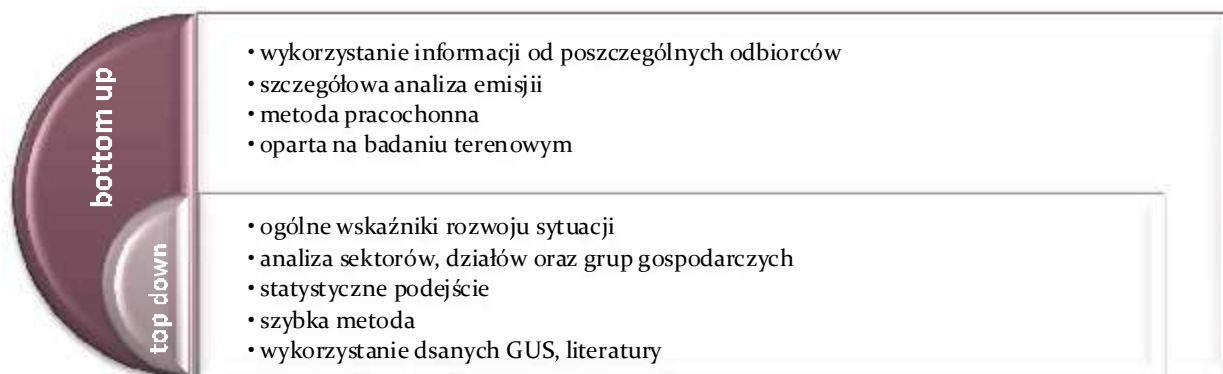 bottom up
• wykorzystanie informacji od poszczególnych odbiorców
• szczegółowa analiza emisjii
• metoda pracochonna
• oparta na badaniu terenowym
top down
• ogólne wskaźniki rozwoju sytuacji
• analiza sektorów, działów oraz grup gospodarczych
• statystyczne podejście
• szybka metoda
• wykorzystanie dsanych GUS, literatury